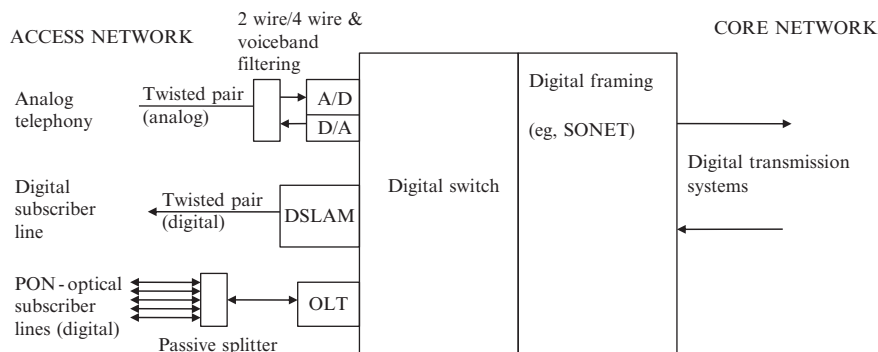 ACCESS NETWORK
2 wire/4 wire &
voiceband
filtering
CORE NETWORK
Analog
telephony
Twisted pair
(analog)
A/D
D/A
Digital framing
(eg, SONET)
Digital subscriber
line
Twisted pair
(digital)
DSLAM
Digital switch
Digital transmission
systems
PON - optical
subscriber
lines (digital)
OLT
Passive splitter